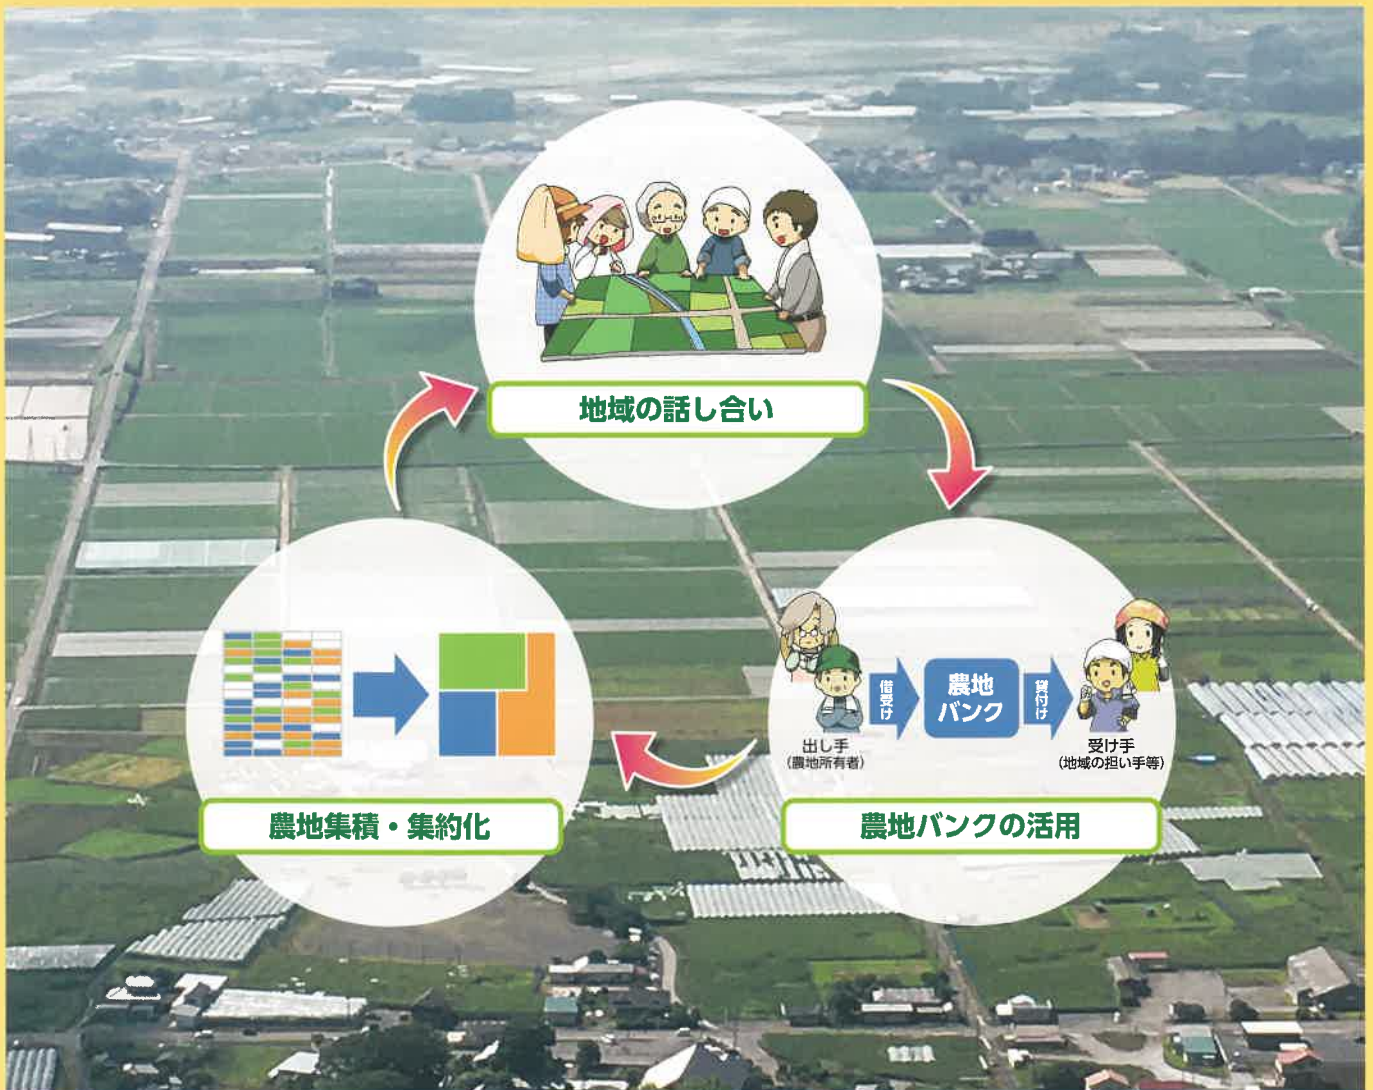 地域の話し合い
借受け
農地
バンク
貸付け
出し手
(農地所有者)
受け手
(地域の担い手等)
農地集積・集約化
農地バンクの活用